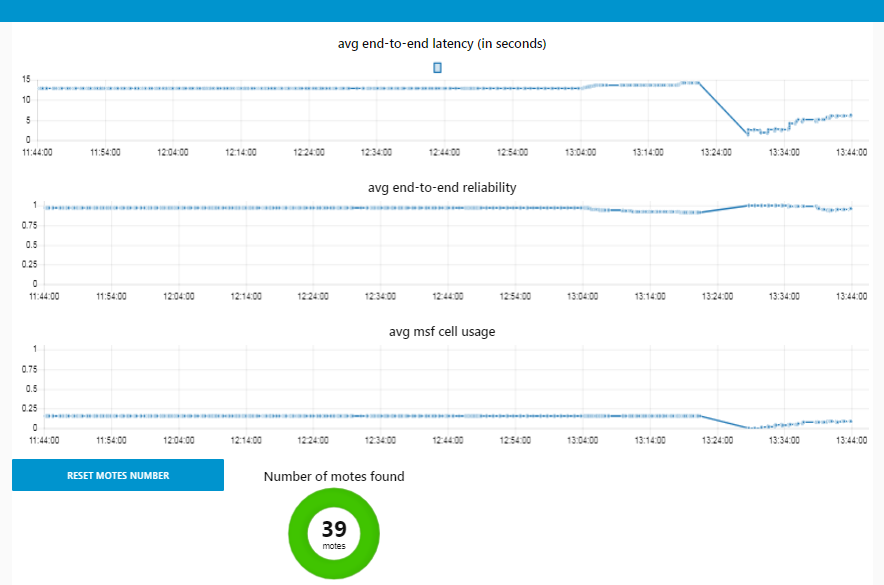 avg end-to-end latency (in seconds)
15
10
5
0
11:44:00 11:54:00 12:04:00 12:14:00 12:24:00 12:34:00 12:44:00 12:54:00 13:04:00 13:14:00 13:24:00 13:34:00 13:44:00
avg end-to-end reliability
1
0.75
0.5
0.25
0
11:44:00 11:54:00 12:04:00 12:14:00 12:24:00 12:34:00 12:44:00 12:54:00 13:04:00 13:14:00 13:24:00 13:34:00 13:44:00
avg msf cell usage
1
0.75
0.5
0.25
0
11:44:00 11:54:00 12:04:00 12:14:00 12:24:00 12:34:00 12:44:00 12:54:00 13:04:00 13:14:00 13:24:00 13:34:00 13:44:00
RESET MOTES NUMBER
Number of motes found
39
motes